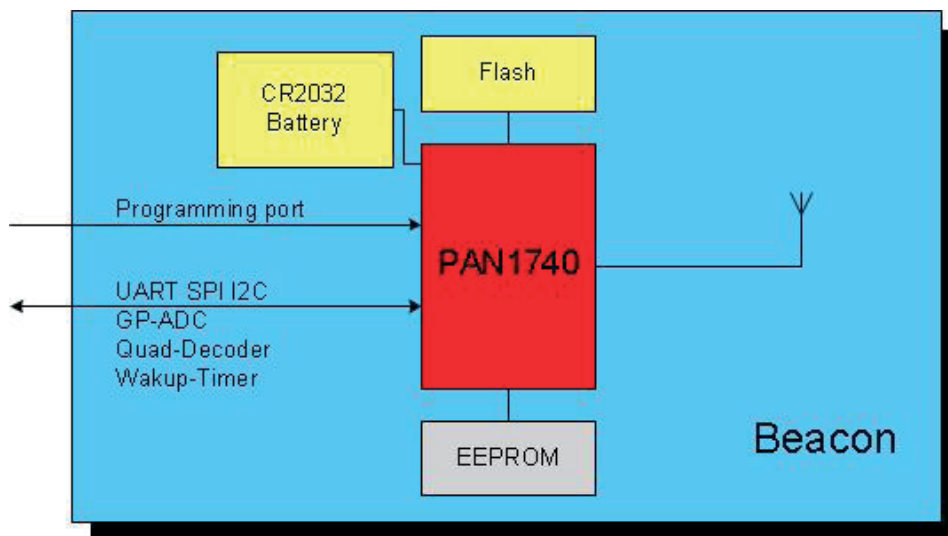 Flash
CR2032
Battery
Programming port
PAN1740
UART SPI I2C
GP-ADC
Quad-Decoder
Wakup-Timer
Beacon
EEPROM